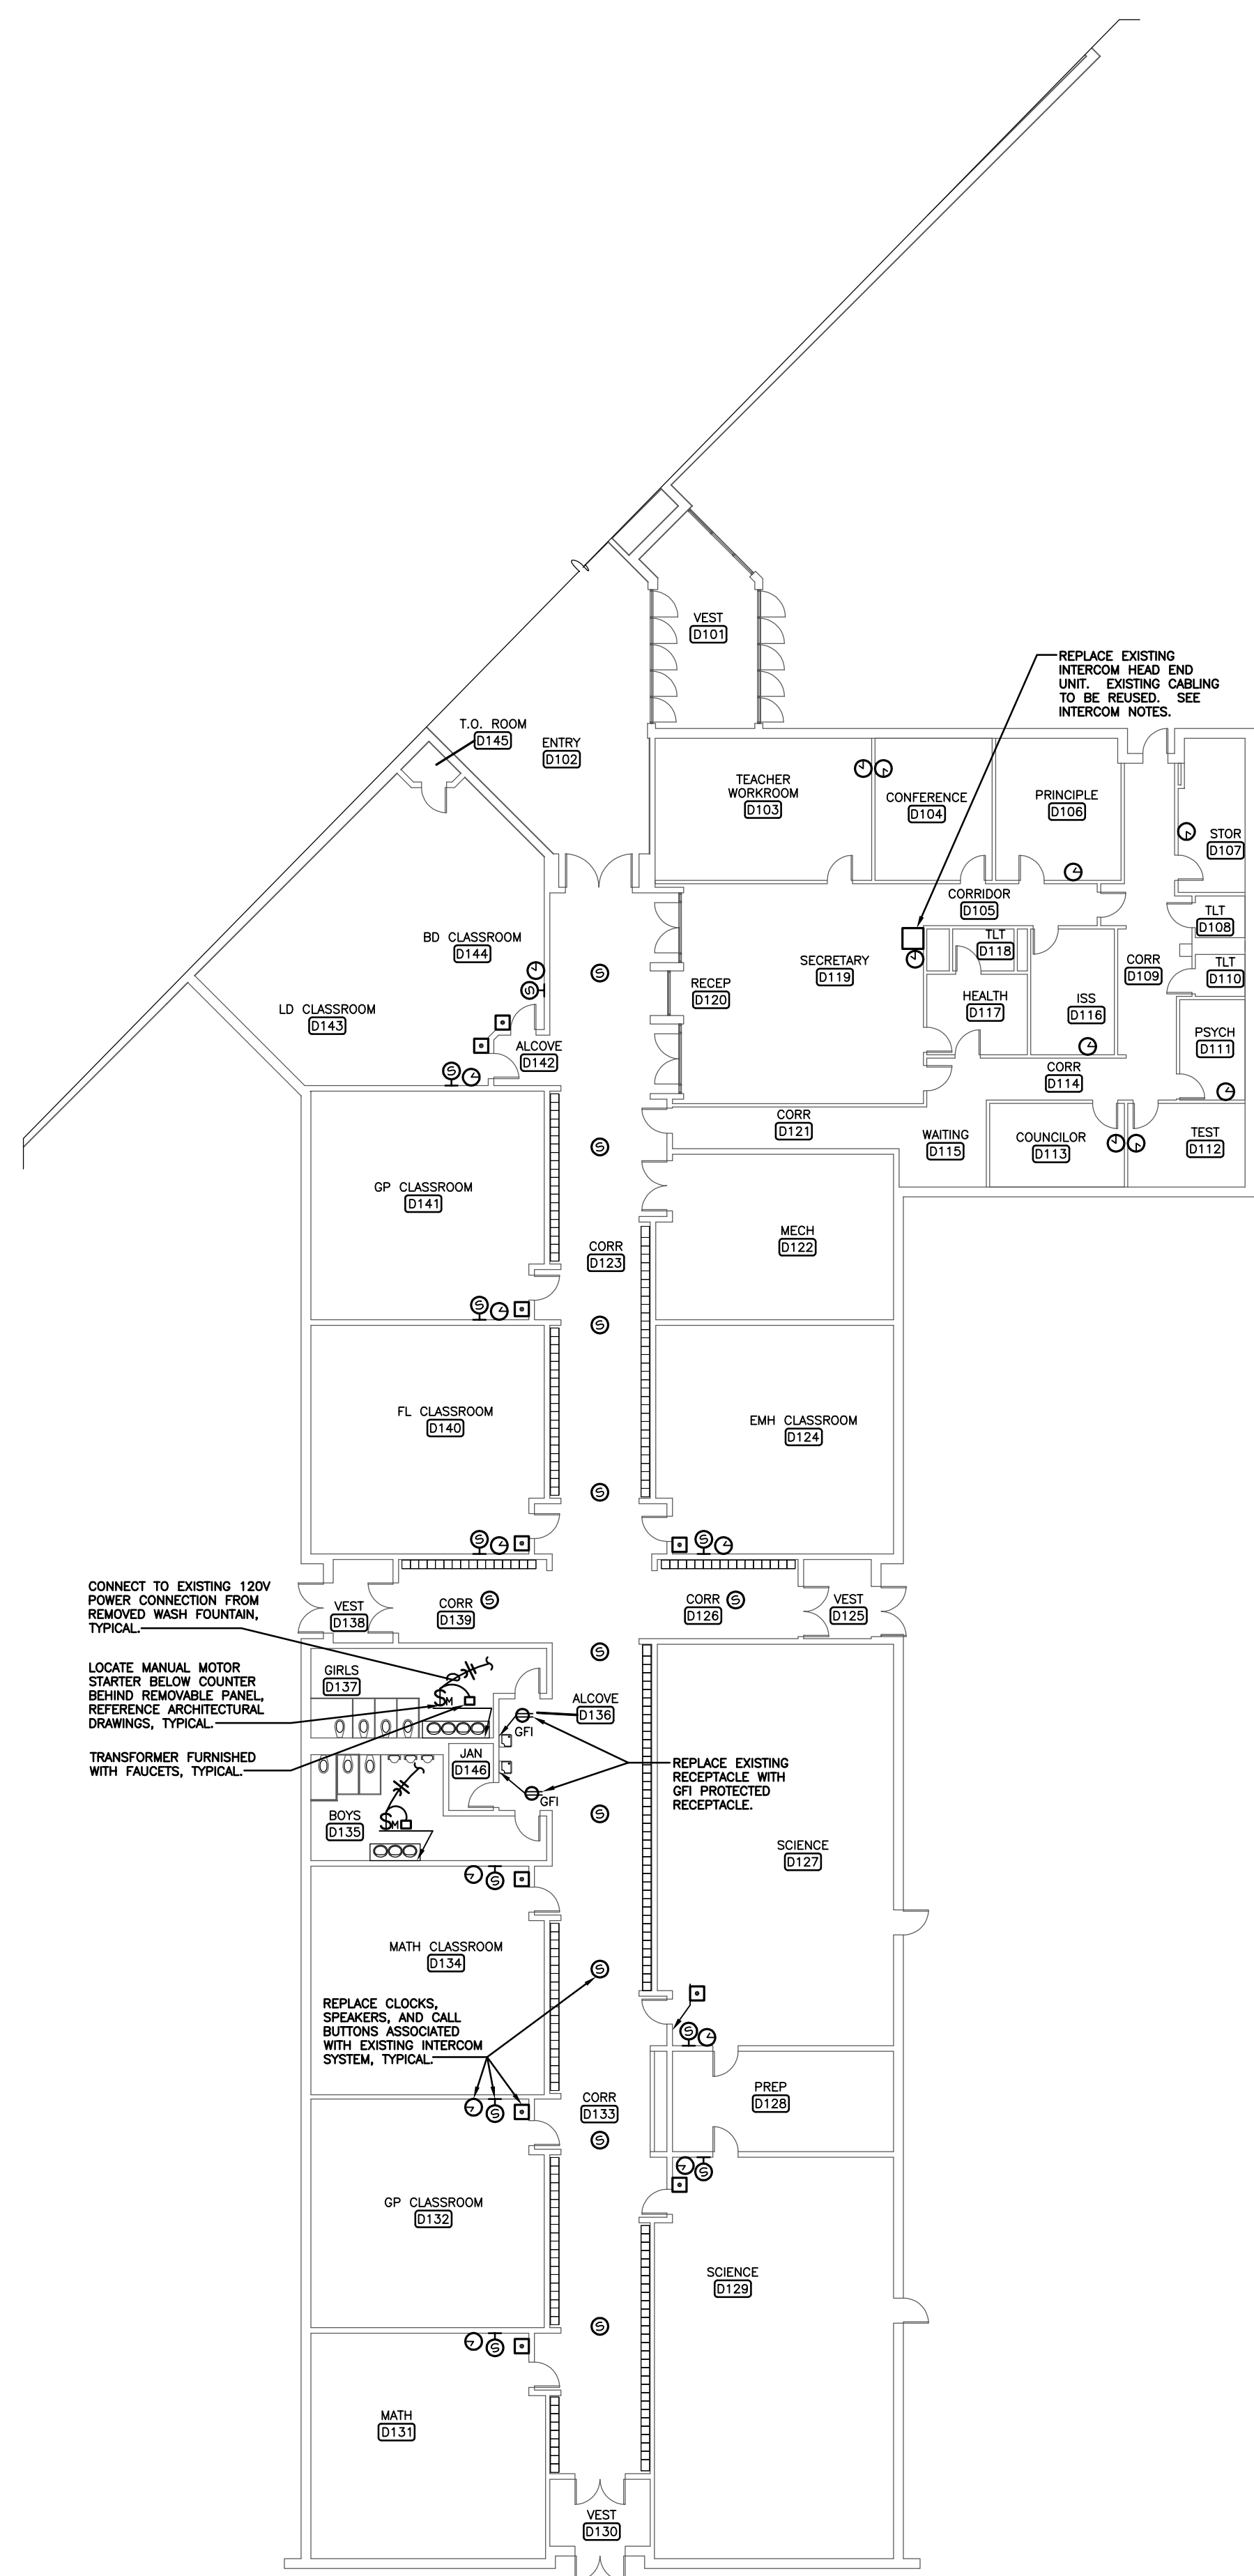 VEST
D101
REPLACE EXISTING
INTERCOM HEAD END
UNIT. EXISTING CABLING
TO BE REUSED. SEE
INTERCOM NOTES.
T.O. ROOM
D145
ENTRY
D102
TEACHER
WORKROOM
D103
CONFERENCE
D104
PRINCIPLE
D106
STOR
D107
CORRIDOR
D105
TLT
D108
BD CLASSROOM
D144
TLT
D118
SECRETARY
D119
CORR
D109
TLT
D110
RECEP
D120
HEALTH
D117
ISS
D116
LD CLASSROOM
D143
PSYCH
D111
ALCOVE
D142
CORR
D114
CORR
D121
WAITING
D115
COUNCILOR
D113
TEST
D112
GP CLASSROOM
D141
MECH
D122
CORR
D123
FL CLASSROOM
D140
EMH CLASSROOM
D124
S
S
S
S
S
S
S
S
S
S
CONNECT TO EXISTING 120V
POWER CONNECTION FROM
REMOVED WASH FOUNTAIN,
TYPICAL.
VEST
D138
CORR
D139
S
CORR
D126
S
VEST
D125
LOCATE MANUAL MOTOR
STARTER BELOW COUNTER
BEHIND REMOVABLE PANEL,
REFERENCE ARCHITECTURAL
DRAWINGS, TYPICAL.
GIRLS
D137
$M
ALCOVE
D136
GFI
TRANSFORMER FURNISHED
WITH FAUCETS, TYPICAL.
JAN
D146
REPLACE EXISTING
RECEPTACLE WITH
GFI PROTECTED
RECEPTACLE.
GFI
BOYS
D135
$M
S
SCIENCE
D127
S
MATH CLASSROOM
D134
S
REPLACE CLOCKS,
SPEAKERS, AND CALL
BUTTONS ASSOCIATED
WITH EXISTING INTERCOM
SYSTEM, TYPICAL.
S
PREP
D128
CORR
D133
S
S
S
GP CLASSROOM
D132
SCIENCE
D129
S
S
MATH
D131
VEST
D130